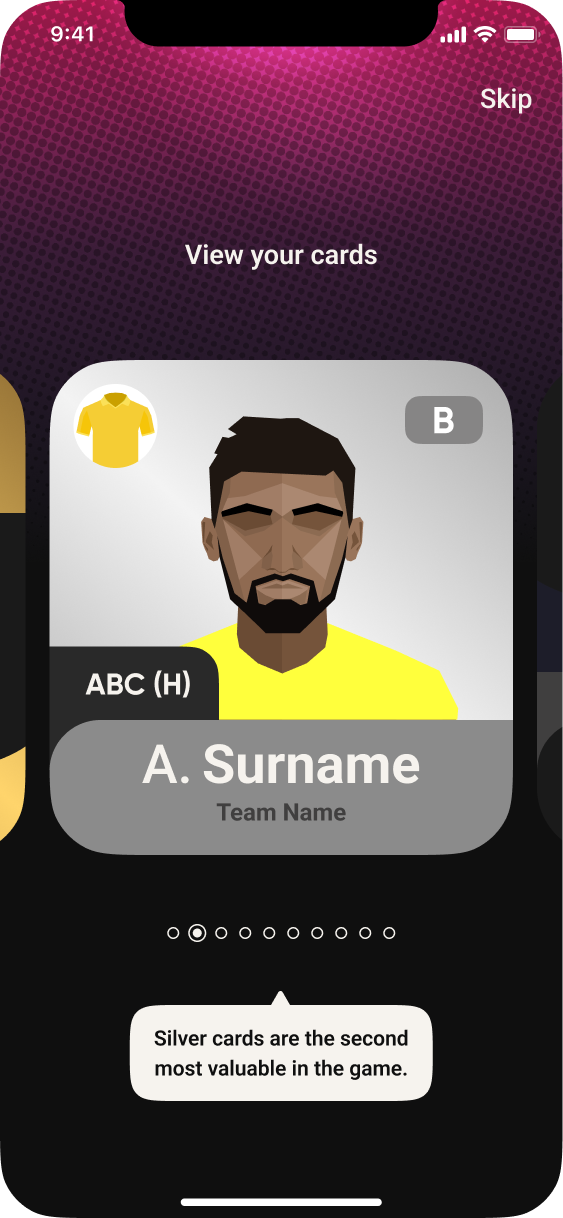 9:41
Skip
View your cards
B
ABC (H)
A. Surname
Team Name
Silver cards are the second
most valuable in the game.